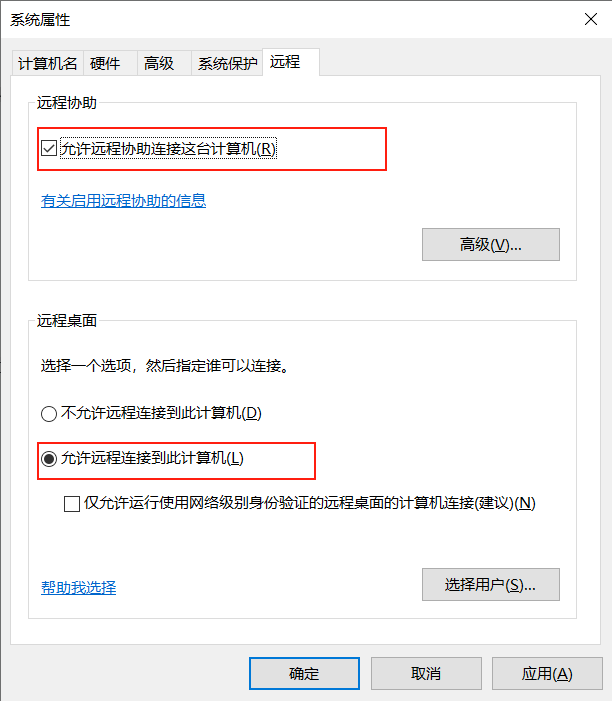 系统属性
计算机名 硬件 高级 系统保护 远程
远程协助
允许远程协助连接这台计算机(R)
有关启用远程协助的信息
高级(V)...
远程桌面
选择一个选项，然后指定谁可以连接。
不允许远程连接到此计算机(D)
允许远程连接到此计算机(L)
仅允许运行使用网络级别身份验证的远程桌面的计算机连接(建议)(N)
帮助我选择
选择用户(S)...
确定 取消 应用(A)